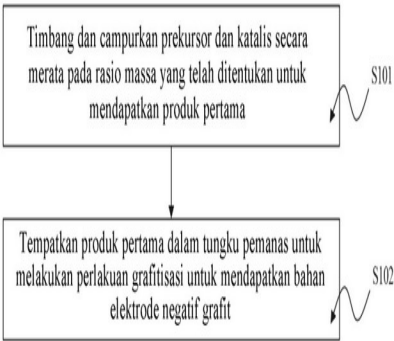 Timbang dan campurkan prekursor dan katalis secara
merata pada rasio massa yang telah ditentukan untuk
mendapatkan produk pertama
S101
Tempatkan produk pertama dalam tungku pemanas untuk
melakukan perlakuan grafitisasi untuk mendapatkan bahan
elektrode negatif grafit
S102